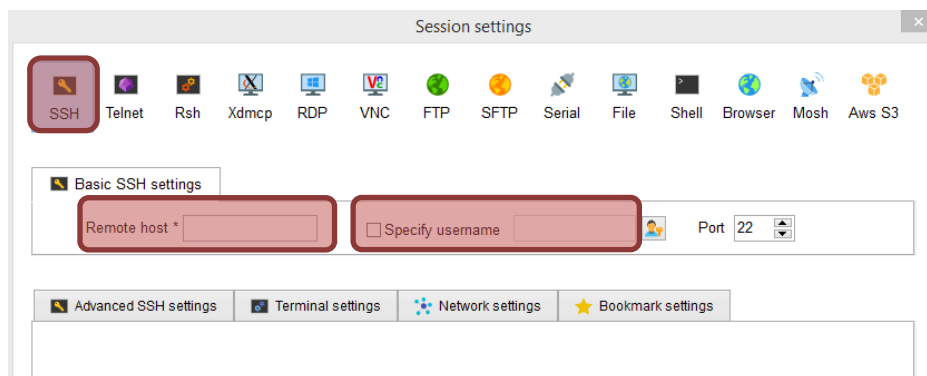 Session settings
SSH Telnet Rsh Xdmcp RDP VNC FTP SFTP Serial File Shell Browser Mosh Aws S3
Basic SSH settings
Remote host * Specify username Port 22
Advanced SSH settings Terminal settings Network settings Bookmark settings